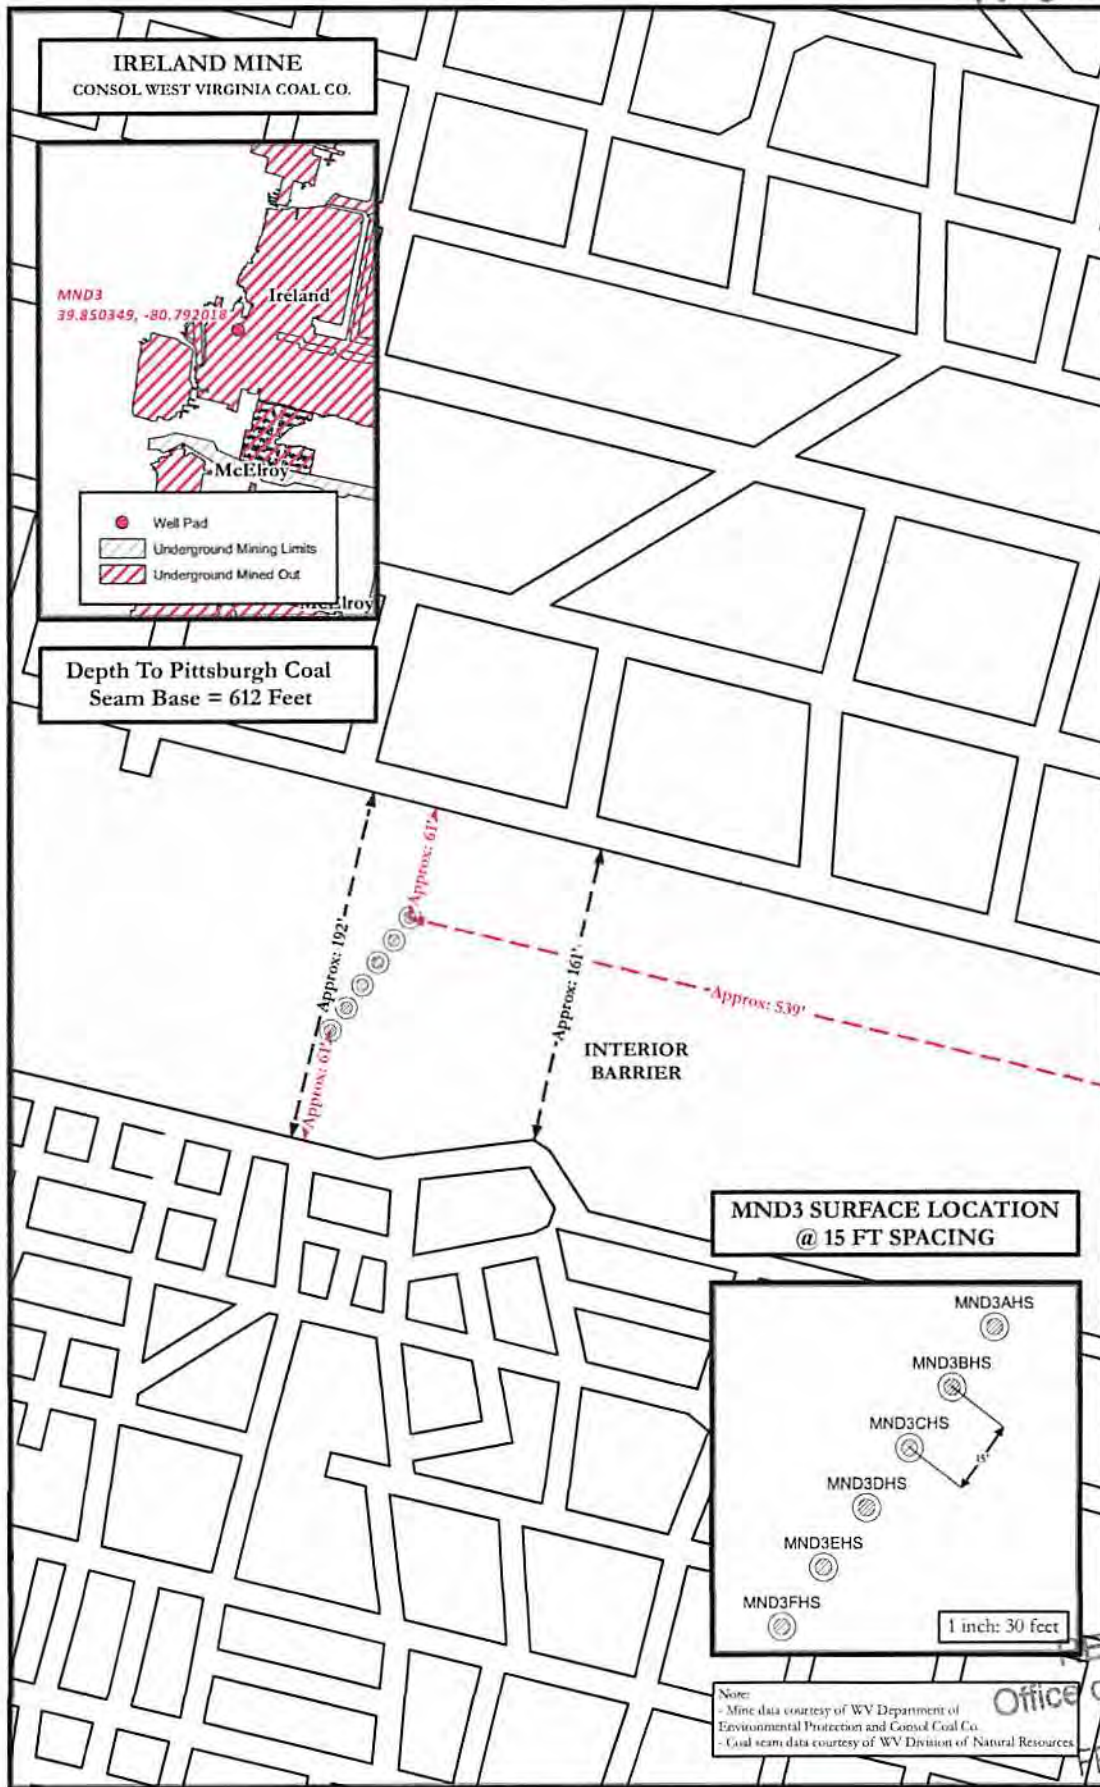 IRELAND MINE
CONSOL WEST VIRGINIA COAL CO.
MND3
39.850349, -80.792018
Ireland
McElroy
Well Pad
Underground Mining Limits
Underground Mined Out
McElroy
Depth To Pittsburgh Coal
Seam Base = 612 Feet
Approx: 61'
Approx: 192'
Approx: 161'
Approx: 539'
Approx: 61'
INTERIOR
BARRIER
MND3 SURFACE LOCATION
@ 15 FT SPACING
MND3AHS
MND3BHS
MND3CHS
15'
MND3DHS
MND3EHS
MND3FHS
1 inch: 30 feet
Note:
- Mine data courtesy of WV Department of
Environmental Protection and Consol Coal Co.
- Coal seam data courtesy of WV Division of Natural Resources
Office